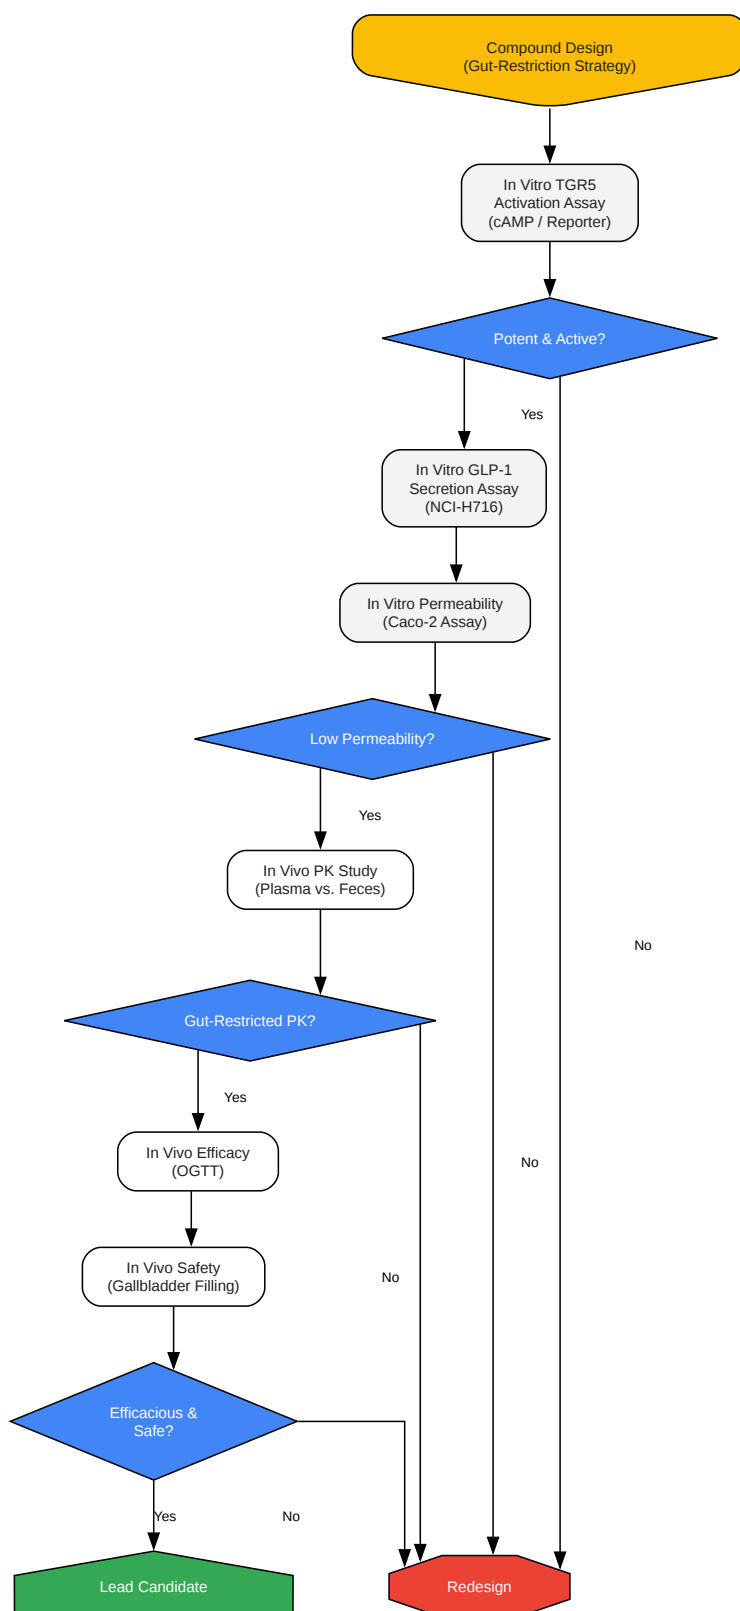 Compound Design
(Gut-Restriction Strategy)
In Vitro TGR5
Activation Assay
(cAMP / Reporter)
Potent & Active?
Yes
In Vitro GLP-1
Secretion Assay
(NCI-H716)
In Vitro Permeability
(Caco-2 Assay)
Low Permeability?
Yes
In Vivo PK Study
(Plasma vs. Feces)
No
Gut-Restricted PK?
Yes
In Vivo Efficacy
(OGTT)
No
In Vivo Safety
(Gallbladder Filling)
No
Efficacious &
Safe?
Yes
No
Lead Candidate
Redesign